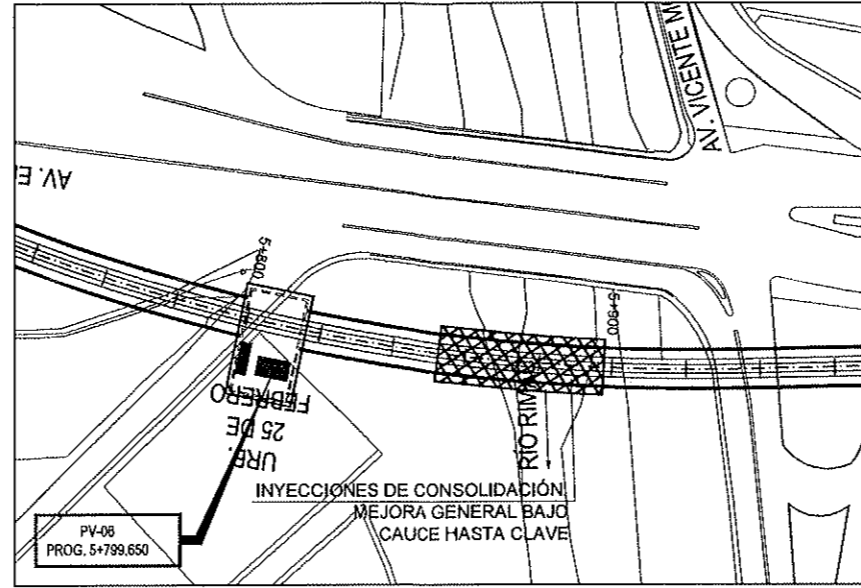 AV. VICENTE M
AV. E
5+800
5+900
URB.
25 DE
FEBRERO
RIO RIM
INYECCIONES DE CONSOLIDACIÓN
MEJORA GENERAL BAJO
CAUCE HASTA CLAVE
PV-06
PROG. 5+799,650